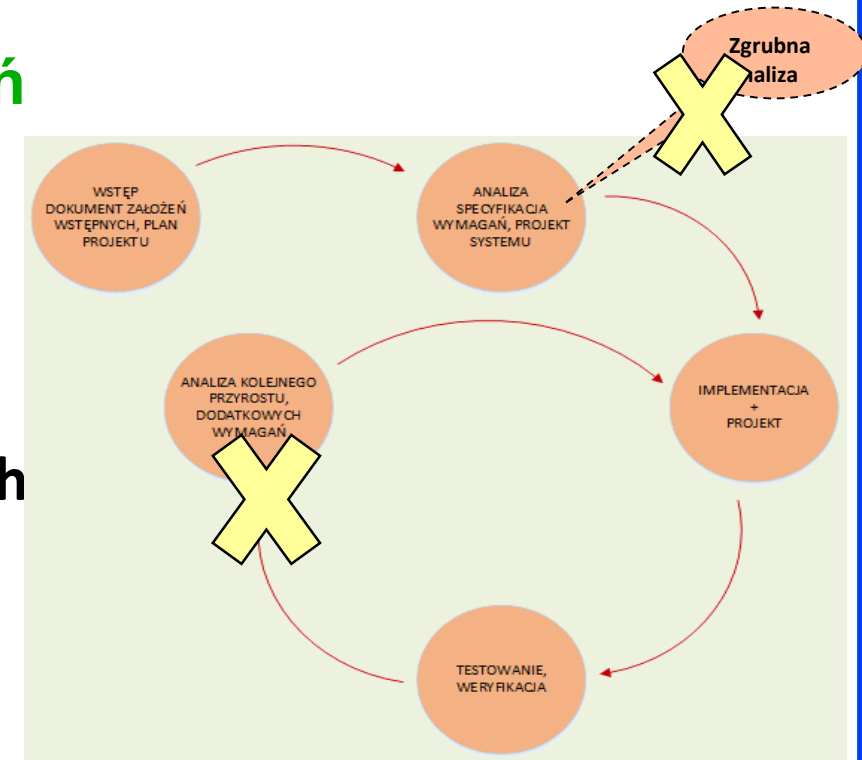 Zgrubna
ń
WSTĘP
DOKUMENT ZAŁOŻEŃ
WSTĘPNYCH, PLAN
PROJEKTU
ANALIZA
SPECYFIKACJA
WYMAGAŃ, PROJEKT
SYSTEMU
ANALIZA KOLEJNEGO
PRZYROSTU,
DODATKOWYCH
WYMAGAŃ
IMPLEMENTACJA
+
PROJEKT
h
TESTOWANIE,
WERYFIKACJA